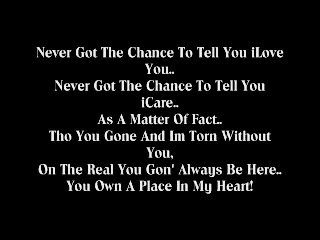 Never Got The Chance To Tell You iLove
You..
Never Got The Chance To Tell You
iCare..
As A Matter Of Fact..
Tho You Gone And Im Torn Without
You,
On The Real You Gon' Always Be Here..
You Own A Place In My Heart!